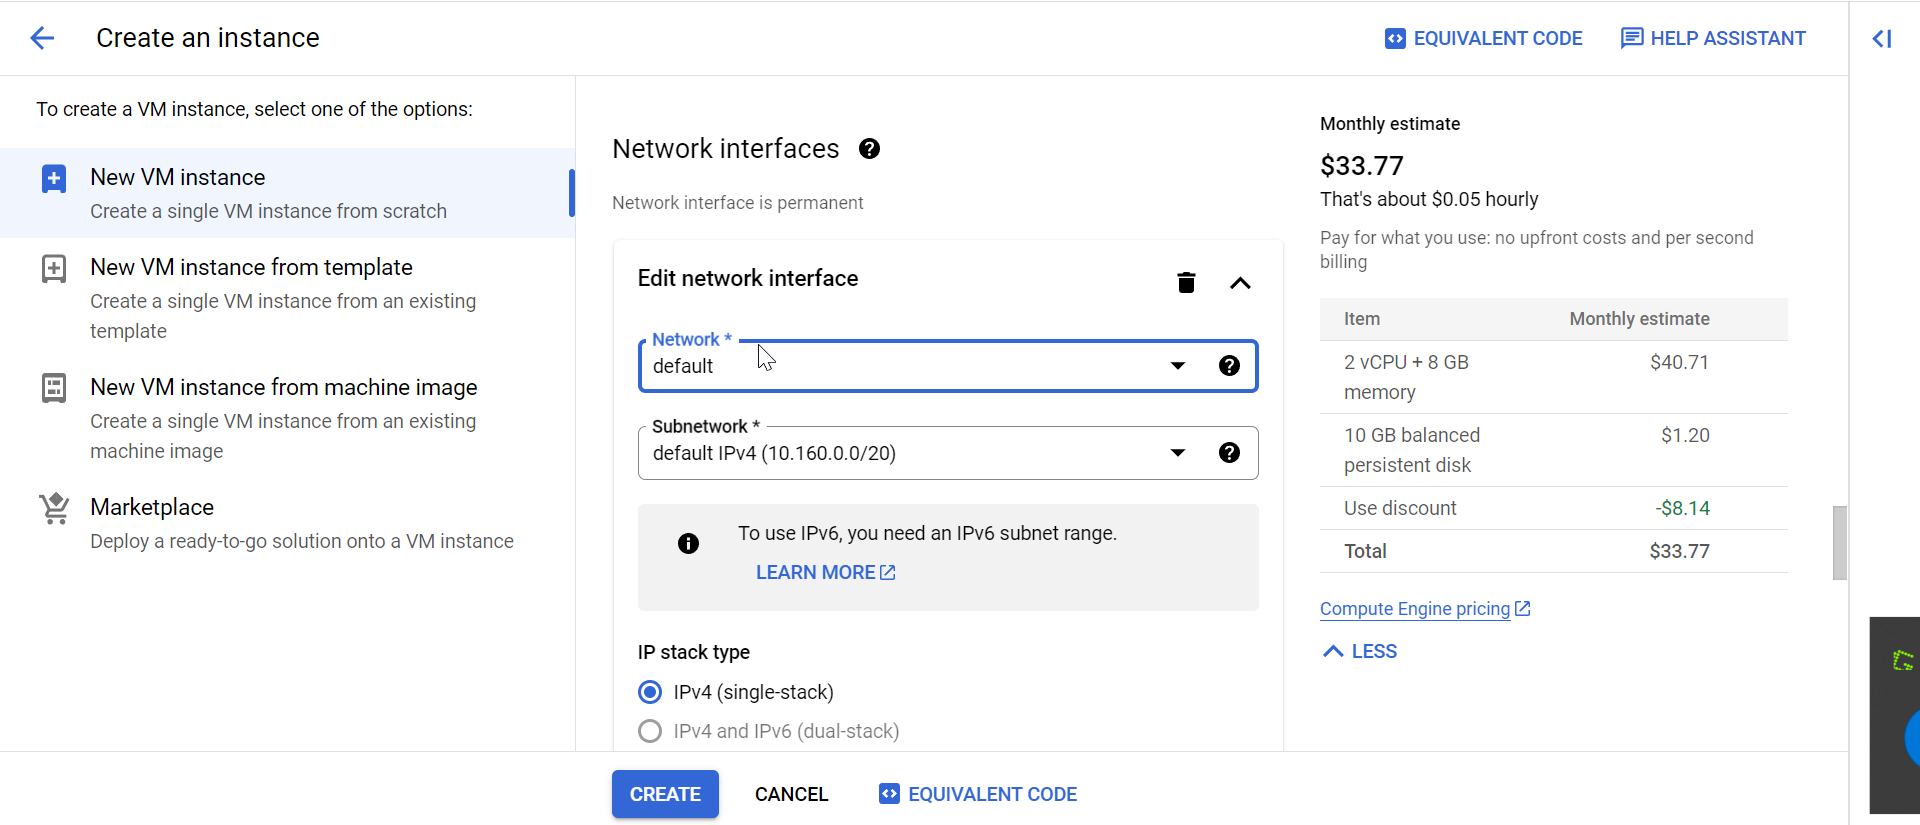 Create an instance
EQUIVALENT CODE
HELP ASSISTANT
To create a VM instance, select one of the options:
New VM instance
Create a single VM instance from scratch
New VM instance from template
Create a single VM instance from an existing
template
New VM instance from machine image
Create a single VM instance from an existing
machine image
Marketplace
Deploy a ready-to-go solution onto a VM instance
Network interfaces
Network interface is permanent
Edit network interface
Network *
default
Subnetwork *
default IPv4 (10.160.0.0/20)
To use IPv6, you need an IPv6 subnet range.
LEARN MORE
IP stack type
IPv4 (single-stack)
IPv4 and IPv6 (dual-stack)
CREATE
CANCEL
EQUIVALENT CODE
Monthly estimate
$33.77
That's about $0.05 hourly
Pay for what you use: no upfront costs and per second
billing
Item Monthly estimate
2 vCPU + 8 GB $40.71
memory
10 GB balanced $1.20
persistent disk
Use discount -$8.14
Total $33.77
Compute Engine pricing
LESS